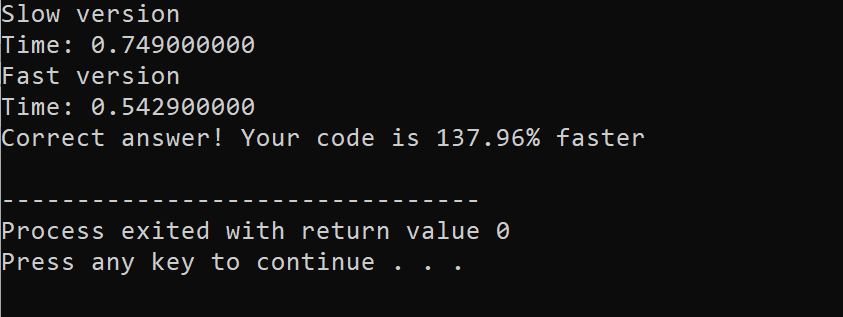 Slow version
Time: 0.749000000
Fast version
Time: 0.542900000
Correct answer! Your code is 137.96% faster
--------------------------------
Process exited with return value 0
Press any key to continue . . .